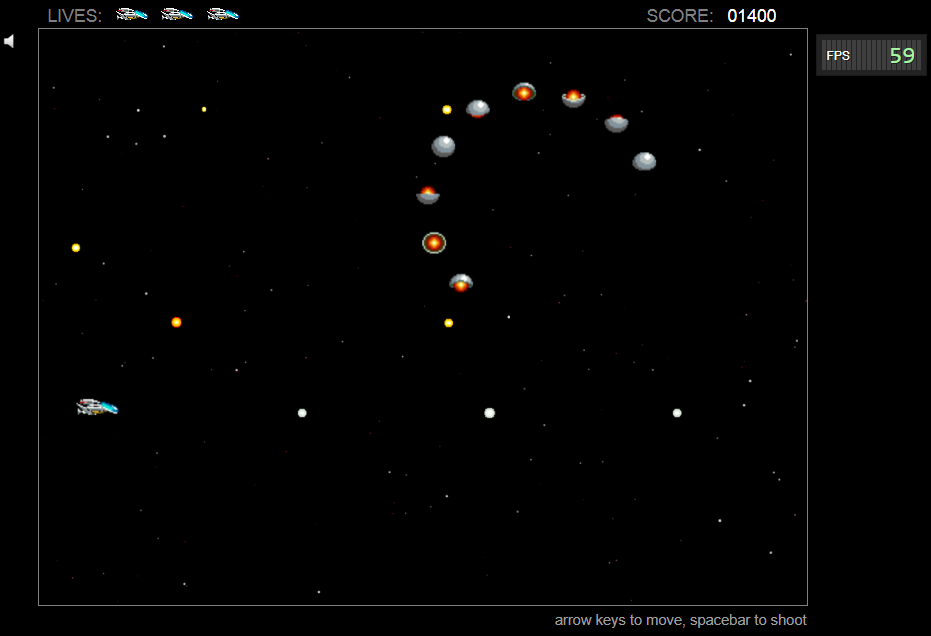 LIVES: SCORE: 01400
FPS 59
arrow keys to move, spacebar to shoot